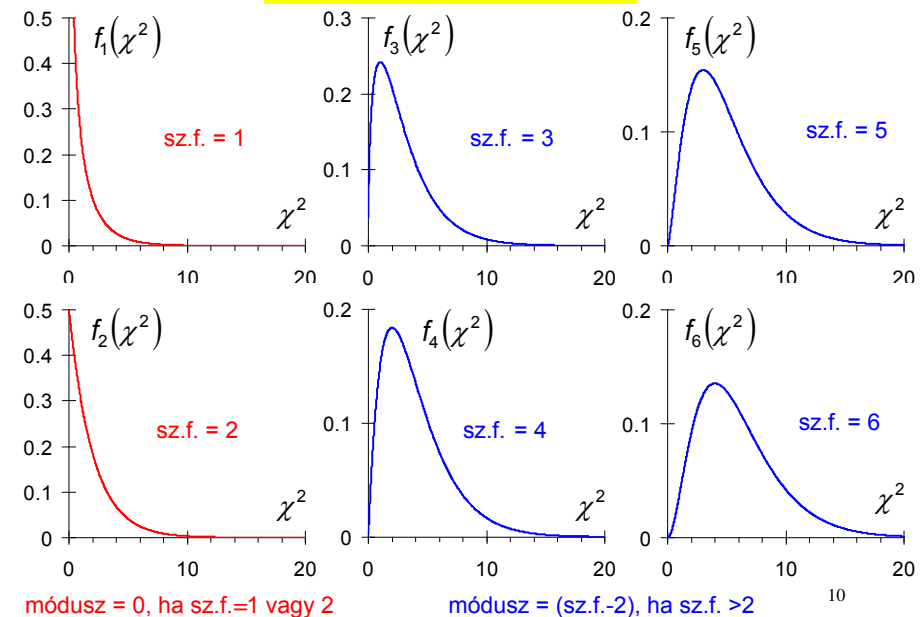 f₁(χ²)
0.5
0.4
0.3
0.2
0.1
0
sz.f. = 1
χ²
0 10 20
f₃(χ²)
0.3
0.2
0.1
0
sz.f. = 3
χ²
0 10 20
f₅(χ²)
0.2
0.1
0
sz.f. = 5
χ²
0 10 20
f₂(χ²)
0.5
0.4
0.3
0.2
0.1
0
sz.f. = 2
χ²
0 10 20
f₄(χ²)
0.2
0.1
0
sz.f. = 4
χ²
0 10 20
f₆(χ²)
0.2
0.1
0
sz.f. = 6
χ²
0 10 20
módusz = 0, ha sz.f.=1 vagy 2
módusz = (sz.f.-2), ha sz.f. >2
10